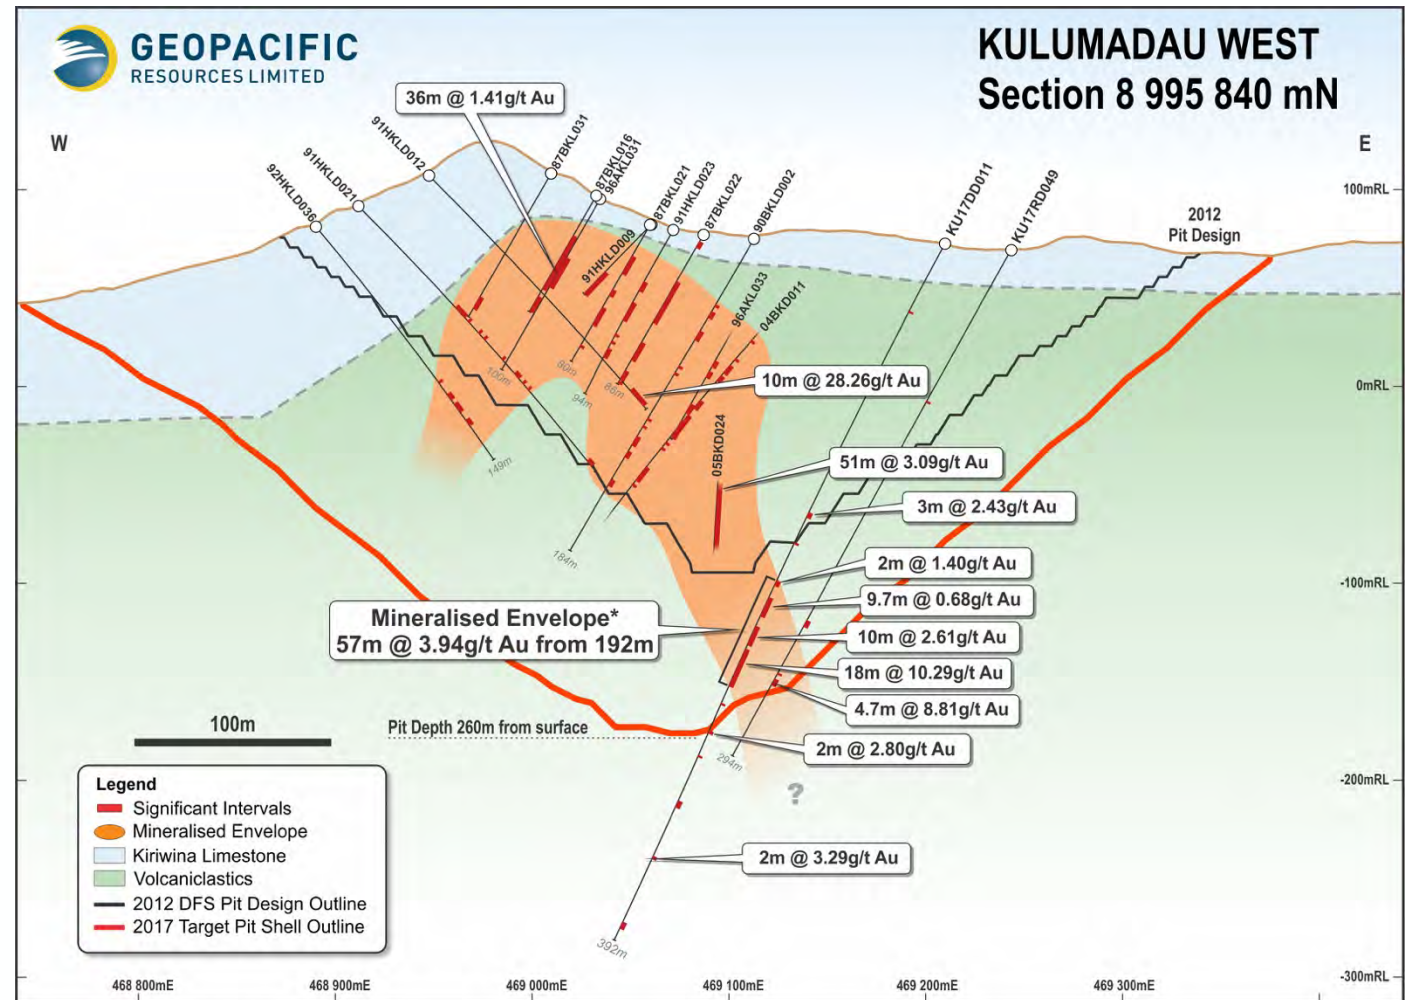 GEOPACIFIC
RESOURCES LIMITED
KULUMADAU WEST
Section 8 995 840 mN
W
E
36m @ 1.41g/t Au
92HKLD036
91HKLD021
91HKLD012
87BKL031
87BKL016
96AKL031
91HKLD009
87BKL021
91HKLD023
87BKL022
90BKLD002
96AKL033
04BKD011
KU17DD011
KU17RD049
2012
Pit Design
100mRL
0mRL
-100mRL
-200mRL
-300mRL
100m
80m
94m
86m
149m
184m
10m @ 28.26g/t Au
05BKD024
51m @ 3.09g/t Au
3m @ 2.43g/t Au
2m @ 1.40g/t Au
9.7m @ 0.68g/t Au
10m @ 2.61g/t Au
18m @ 10.29g/t Au
4.7m @ 8.81g/t Au
2m @ 2.80g/t Au
2m @ 3.29g/t Au
Mineralised Envelope*
57m @ 3.94g/t Au from 192m
Pit Depth 260m from surface
294m
?
392m
100m
Legend
Significant Intervals
Mineralised Envelope
Kiriwina Limestone
Volcaniclastics
2012 DFS Pit Design Outline
2017 Target Pit Shell Outline
468 800mE
468 900mE
469 000mE
469 100mE
469 200mE
469 300mE